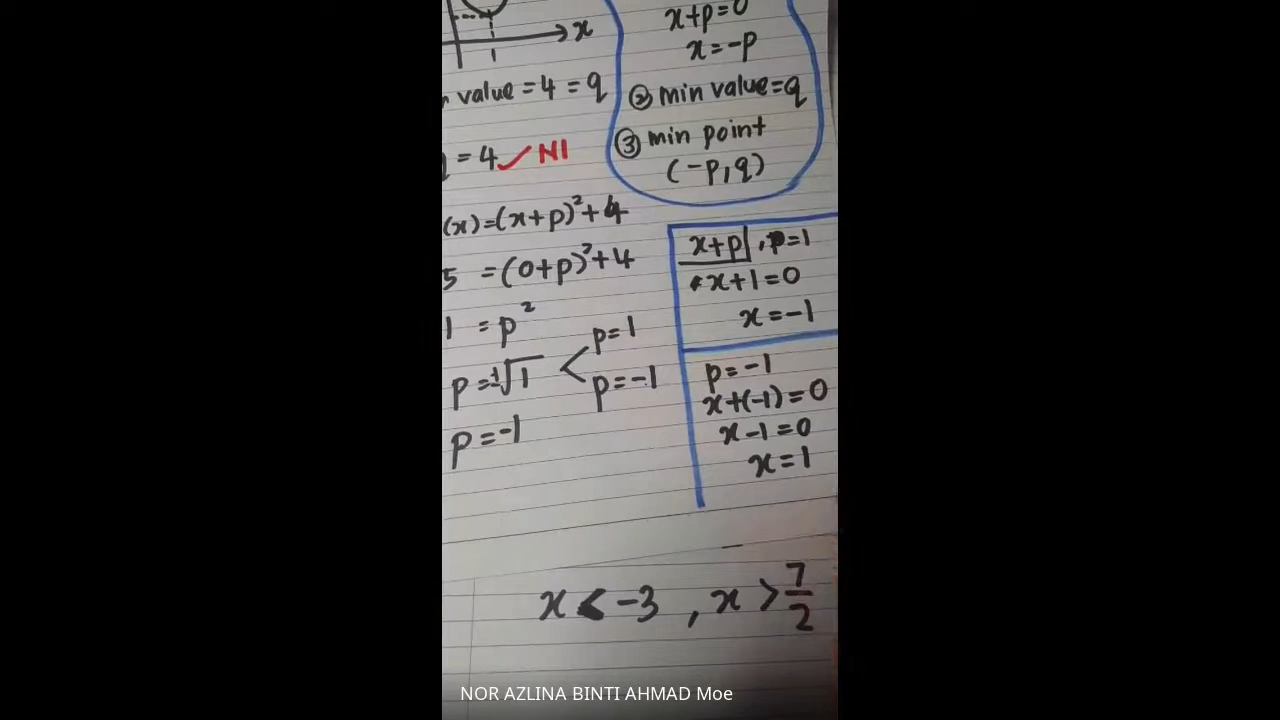 x
1
value = 4 = q
= 4 ✓ N1
(x) = (x+p)²+4
5 = (0+p)²+4
1 = p²
p = ±√1 < p=1
p=-1
p = -1
x+p=0
x=-p
② min value=q
③ min point
(-p,q)
x+p , p=1
x+1=0
x=-1
p=-1
x+(-1)=0
x-1=0
x=1
x < -3 , x > 7/2
NOR AZLINA BINTI AHMAD Moe